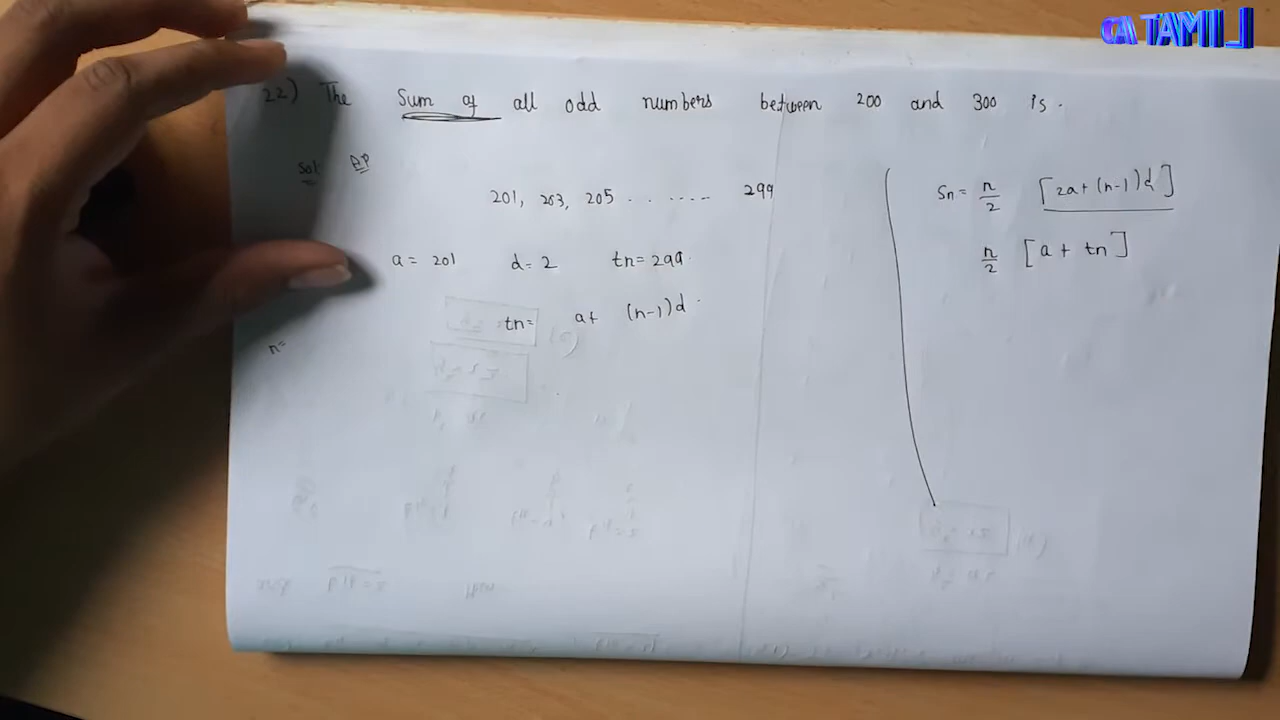 CA TAMIL
22) The Sum of all odd numbers between 200 and 300 is.
Sol: AP
201, 203, 205 . . ...... 299
a = 201 d = 2 tn = 299.
tn = a + (n-1)d
n =
Sn = n/2 [2a + (n-1)d]
n/2 [a + tn]